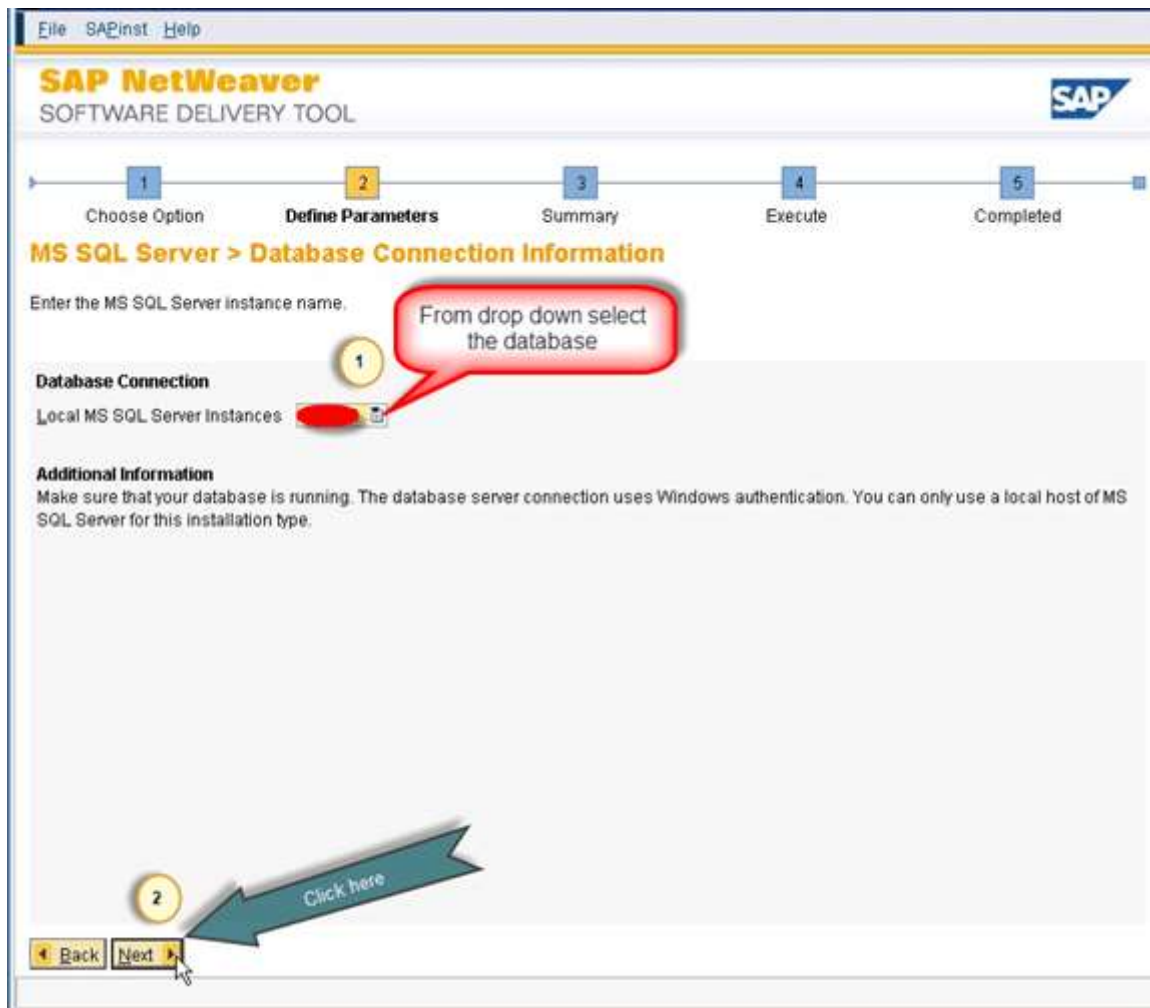 File SAPinst Help
SAP NetWeaver
SOFTWARE DELIVERY TOOL
SAP
1 2 3 4 5
Choose Option Define Parameters Summary Execute Completed
MS SQL Server > Database Connection Information
Enter the MS SQL Server instance name.
From drop down select
the database
1
Database Connection
Local MS SQL Server Instances
Additional Information
Make sure that your database is running. The database server connection uses Windows authentication. You can only use a local host of MS
SQL Server for this installation type.
2
Click here
Back Next